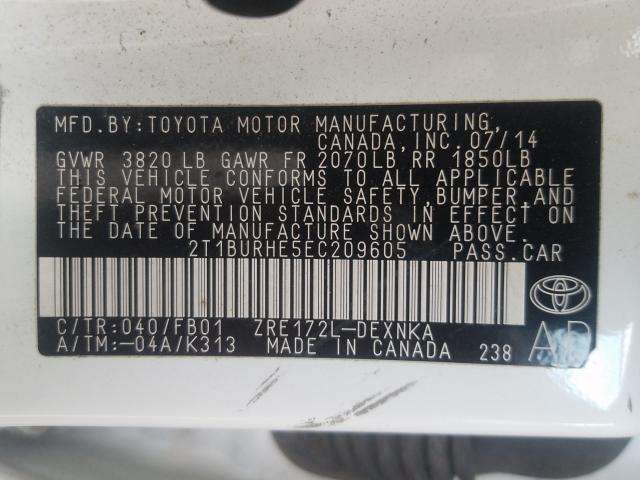 MFD.BY:TOYOTA MOTOR MANUFACTURING,
CANADA, INC. 07/14
GVWR 3820 LB GAWR FR 2070LB RR 1850LB
THIS VEHICLE CONFORMS TO ALL APPLICABLE
FEDERAL MOTOR VEHICLE SAFETY, BUMPER, AND
THEFT PREVENTION STANDARDS IN EFFECT ON
THE DATE OF MANUFACTURE SHOWN ABOVE.
2T1BURHE5EC209605 PASS.CAR
C/TR:040/FB01 ZRE172L-DEXNKA
A/TM:-04A/K313 MADE IN CANADA 238